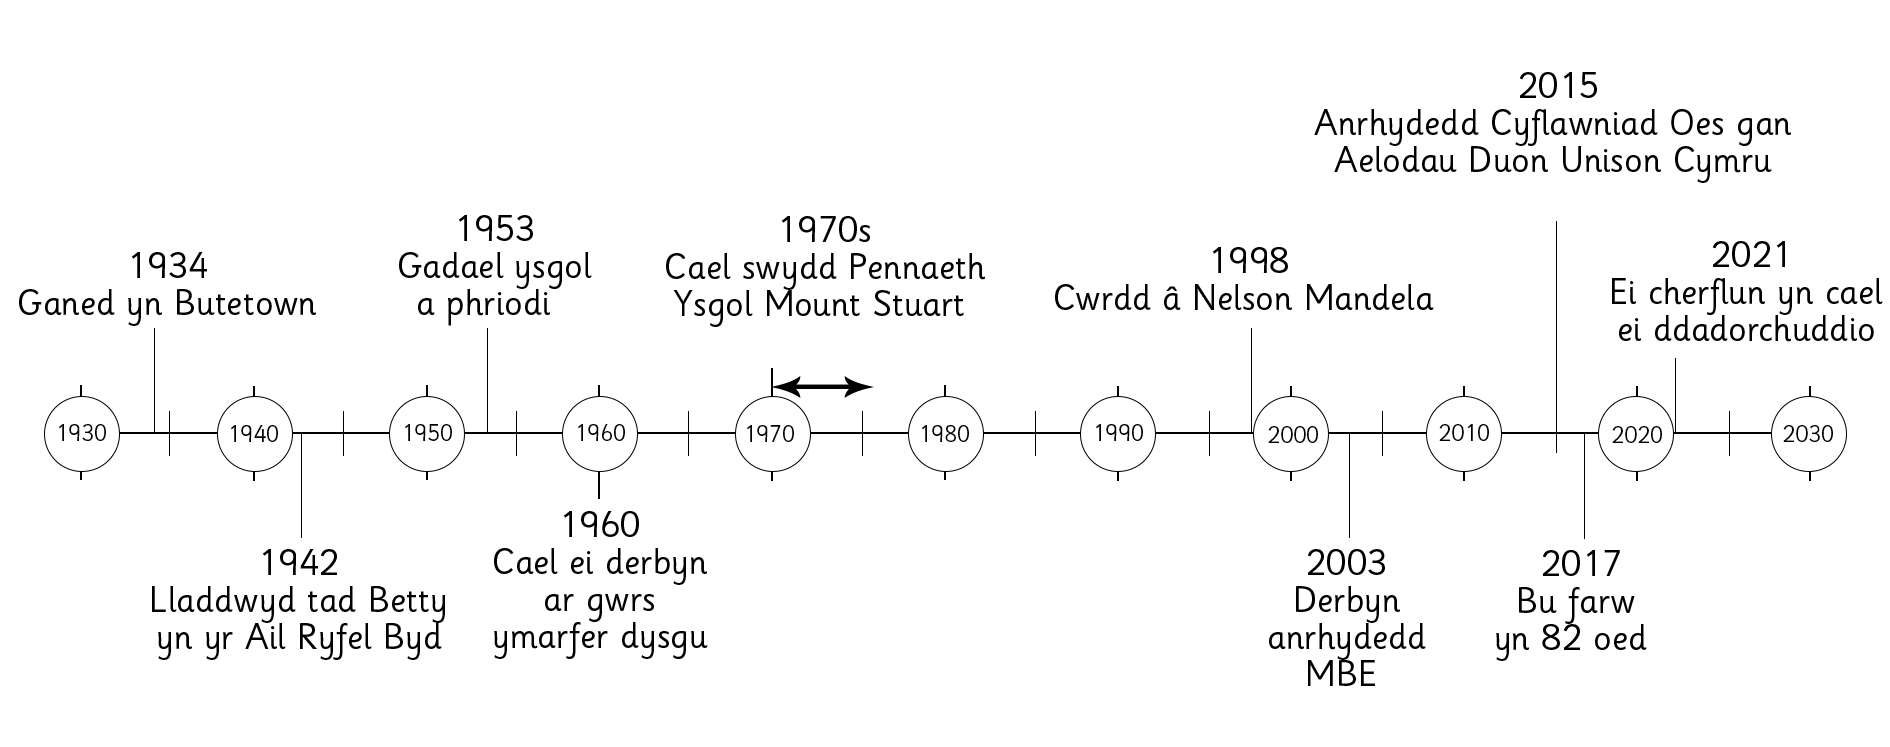 1934
Ganed yn Butetown
1942
Lladdwyd tad Betty
yn yr Ail Ryfel Byd
1953
Gadael ysgol
a phriodi
1960
Cael ei derbyn
ar gwrs
ymarfer dysgu
1970s
Cael swydd Pennaeth
Ysgol Mount Stuart
1998
Cwrdd â Nelson Mandela
2003
Derbyn
anrhydedd
MBE
2015
Anrhydedd Cyflawniad Oes gan
Aelodau Duon Unison Cymru
2017
Bu farw
yn 82 oed
2021
Ei cherflun yn cael
ei ddadorchuddio
1930
1940
1950
1960
1970
1980
1990
2000
2010
2020
2030